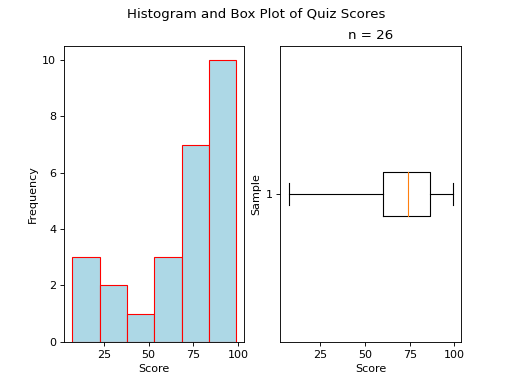 Histogram and Box Plot of Quiz Scores
10
8
6
4
2
0
Frequency
25 50 75 100
Score
n = 26
1
Sample
25 50 75 100
Score